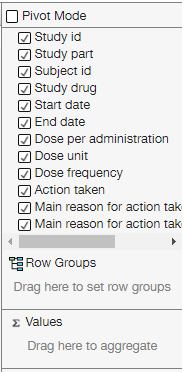 Pivot Mode
Study id
Study part
Subject id
Study drug
Start date
End date
Dose per administration
Dose unit
Dose frequency
Action taken
Main reason for action tak
Main reason for action tak
Row Groups
Drag here to set row groups
Σ Values
Drag here to aggregate